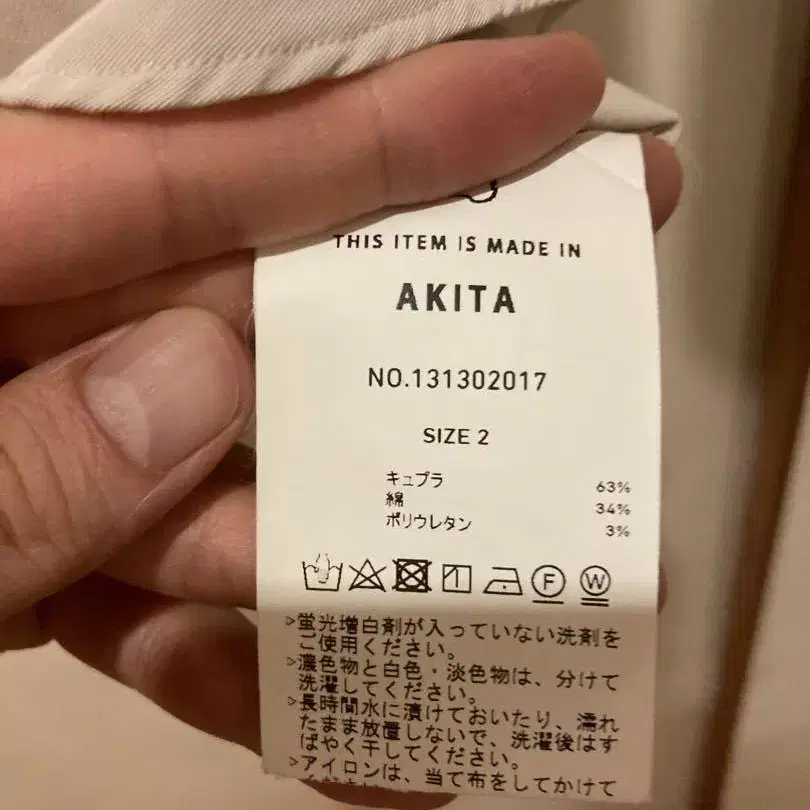 THIS ITEM IS MADE IN
AKITA
NO.131302017
SIZE 2
キュプラ 63%
綿 34%
ポリウレタン 3%
F W
>蛍光増白剤が入っていない洗剤を
ご使用ください。
>濃色物と白色・淡色物は、分けて
洗濯してください。
>長時間水に漬けておいたり、濡れ
たまま放置しないで、洗濯後はす
ばやく干してください。
>アイロンは、当て布をしてかけて